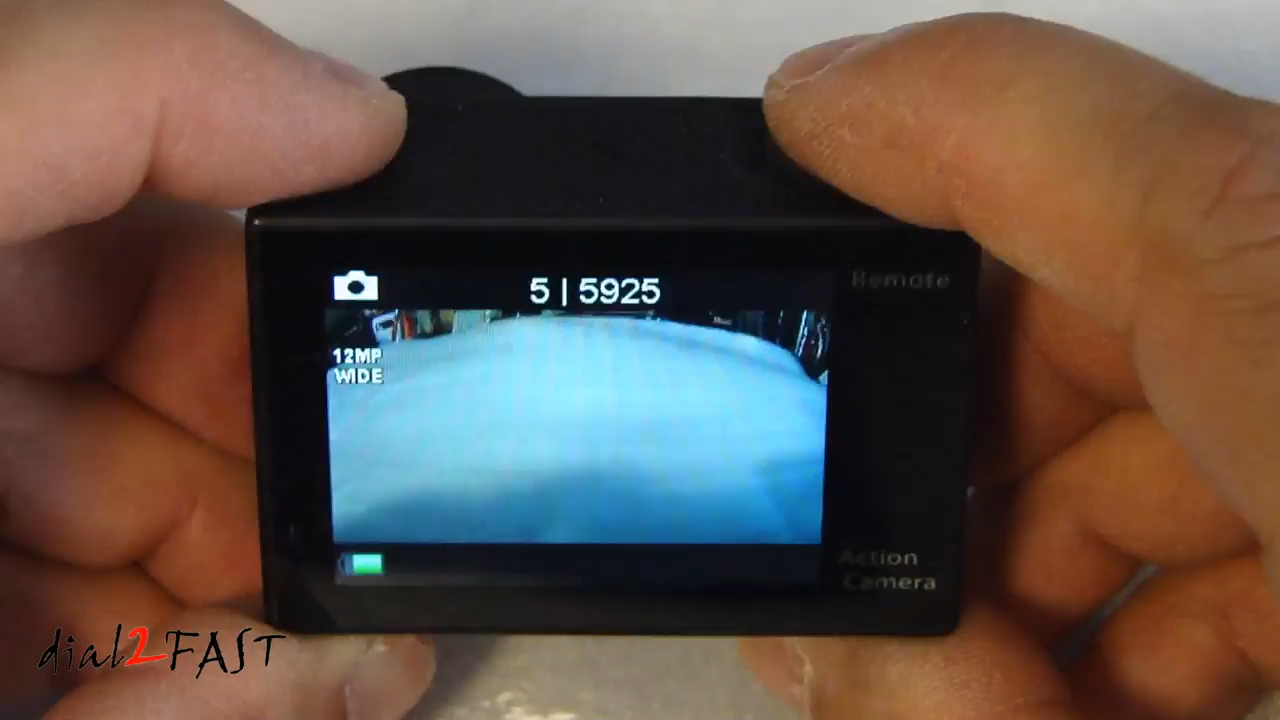 5 | 5925
Remote
12MP
WIDE
Action
Camera
dial2FAST